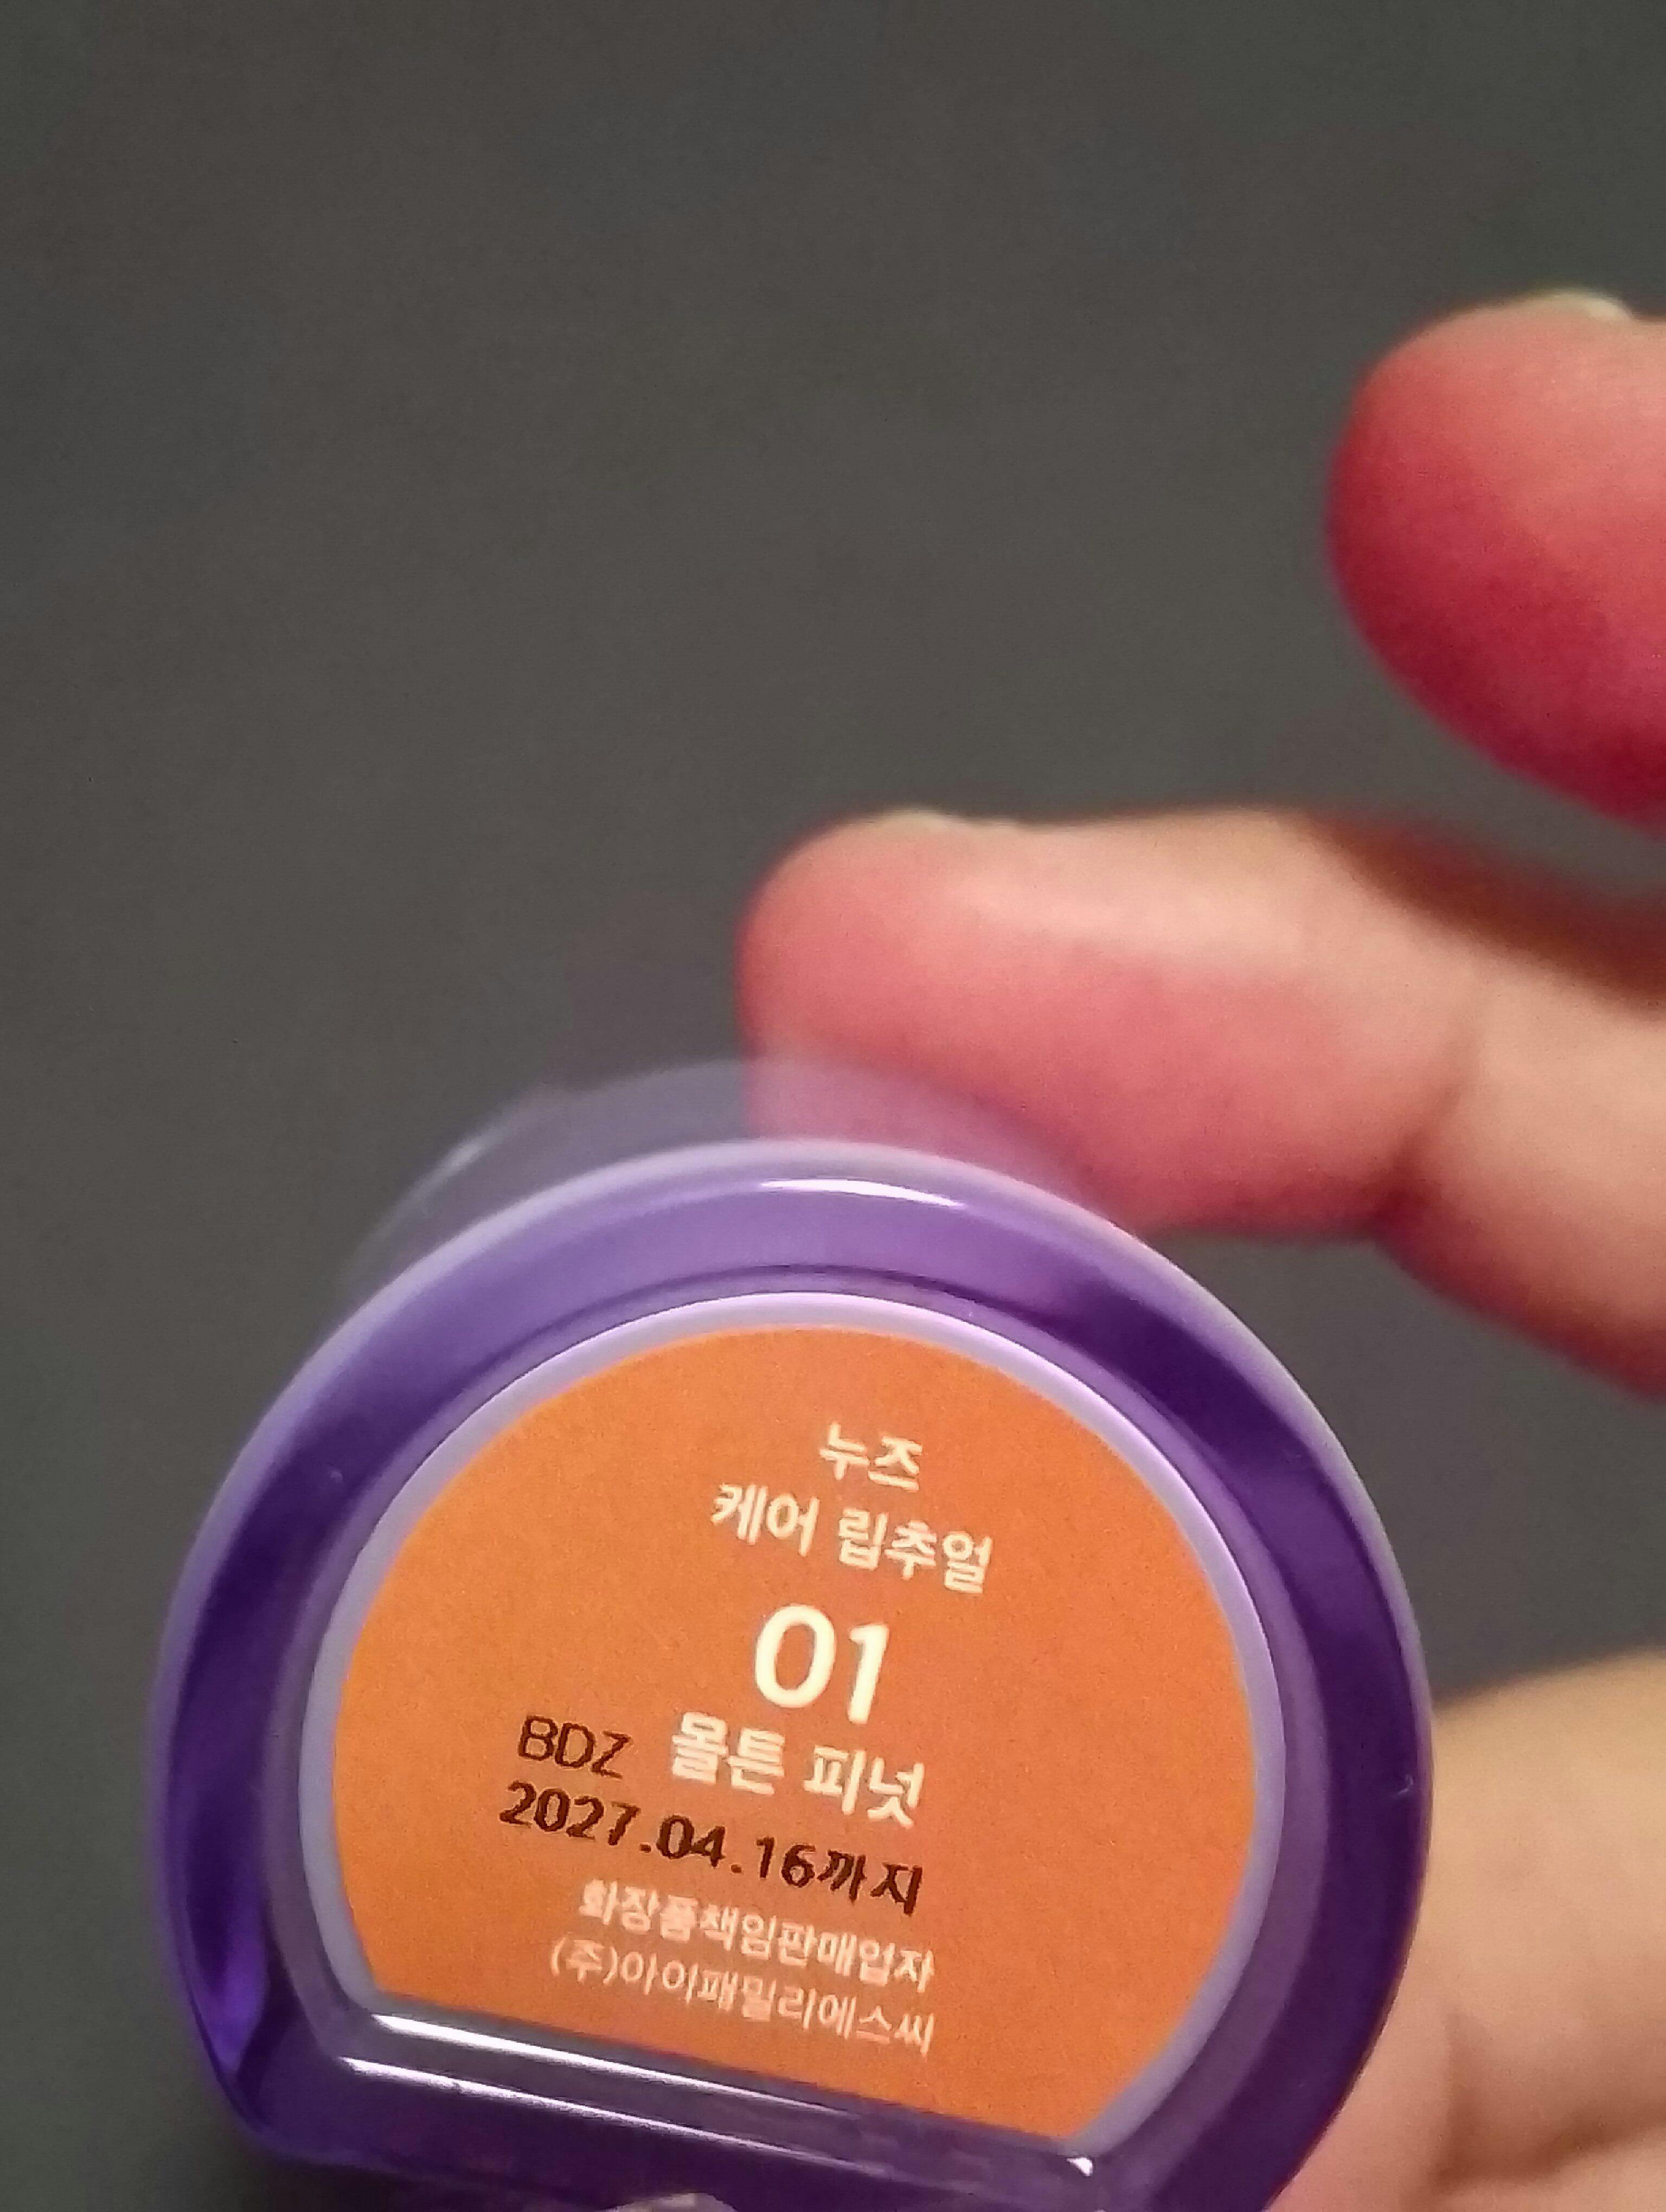 누즈
케어 립추얼
01
몰튼 피넛
BDZ
2027.04.16까지
화장품책임판매업자
(주)아이패밀리에스씨